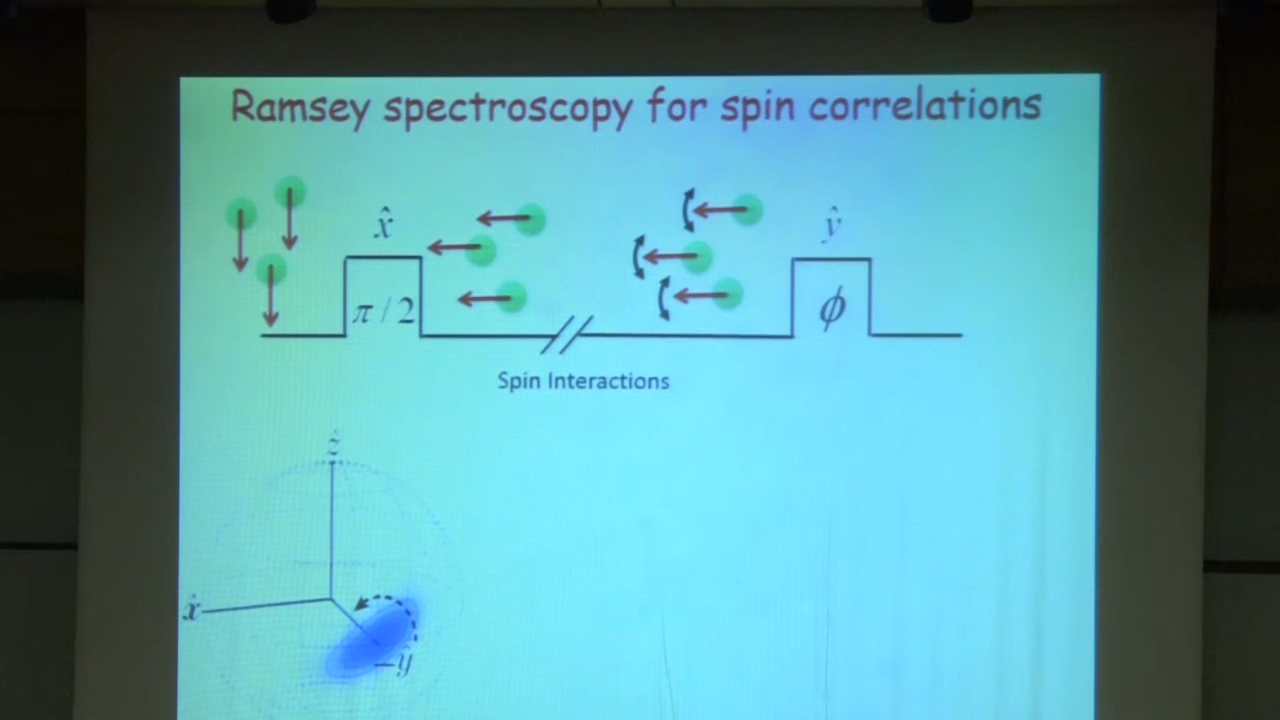 Ramsey spectroscopy for spin correlations
x̂
ŷ
π/2
ϕ
Spin Interactions
ẑ
x̂
−ŷ